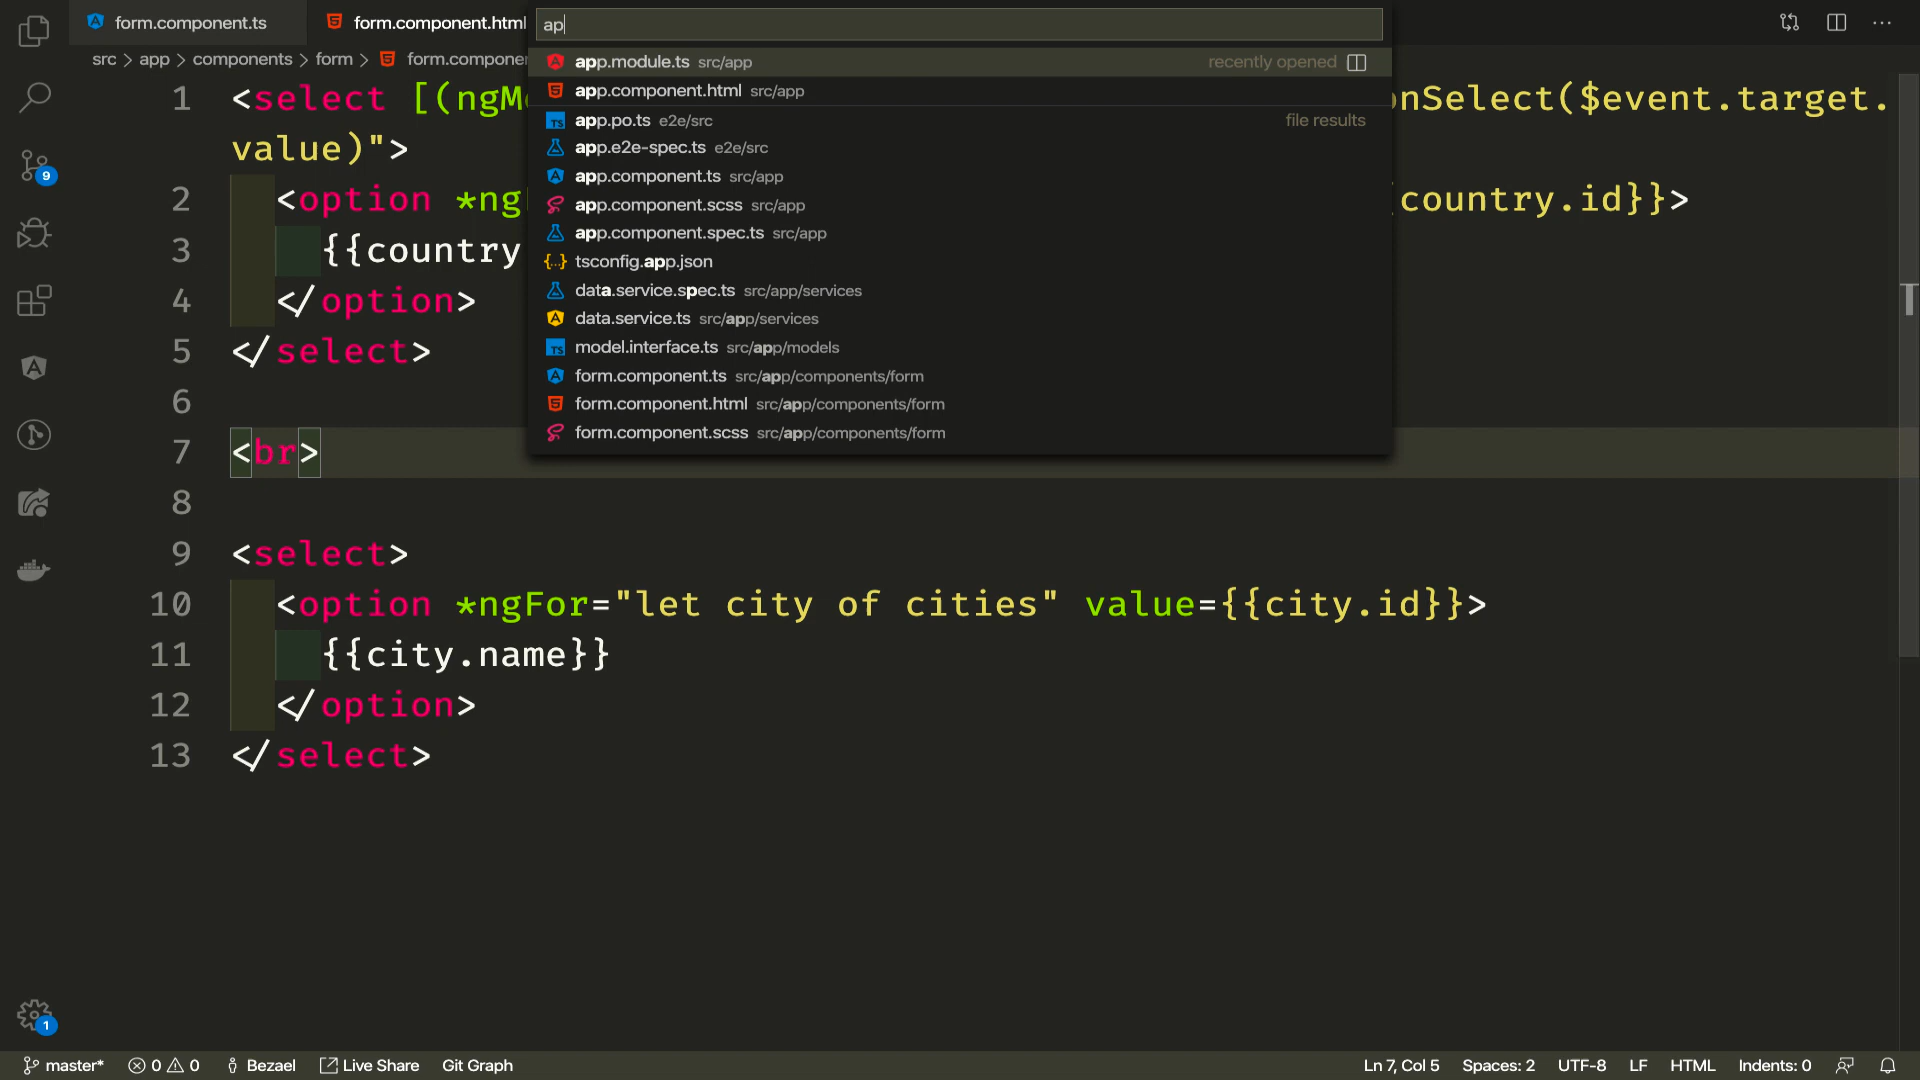 form.component.ts
form.component.html
ap
src > app > components > form > form.componen
app.module.ts src/app recently opened
app.component.html src/app
app.po.ts e2e/src file results
app.e2e-spec.ts e2e/src
app.component.ts src/app
app.component.scss src/app
app.component.spec.ts src/app
tsconfig.app.json
data.service.spec.ts src/app/services
data.service.ts src/app/services
model.interface.ts src/app/models
form.component.ts src/app/components/form
form.component.html src/app/components/form
form.component.scss src/app/components/form
1 <select [(ngM onSelect($event.target.
value)">
2 <option *ng {country.id}}>
3 {{country
4 </option>
5 </select>
6
7 <br>
8
9 <select>
10 <option *ngFor="let city of cities" value={{city.id}}>
11 {{city.name}}
12 </option>
13 </select>
9
1
master* 0 0 Bezael Live Share Git Graph Ln 7, Col 5 Spaces: 2 UTF-8 LF HTML Indents: 0